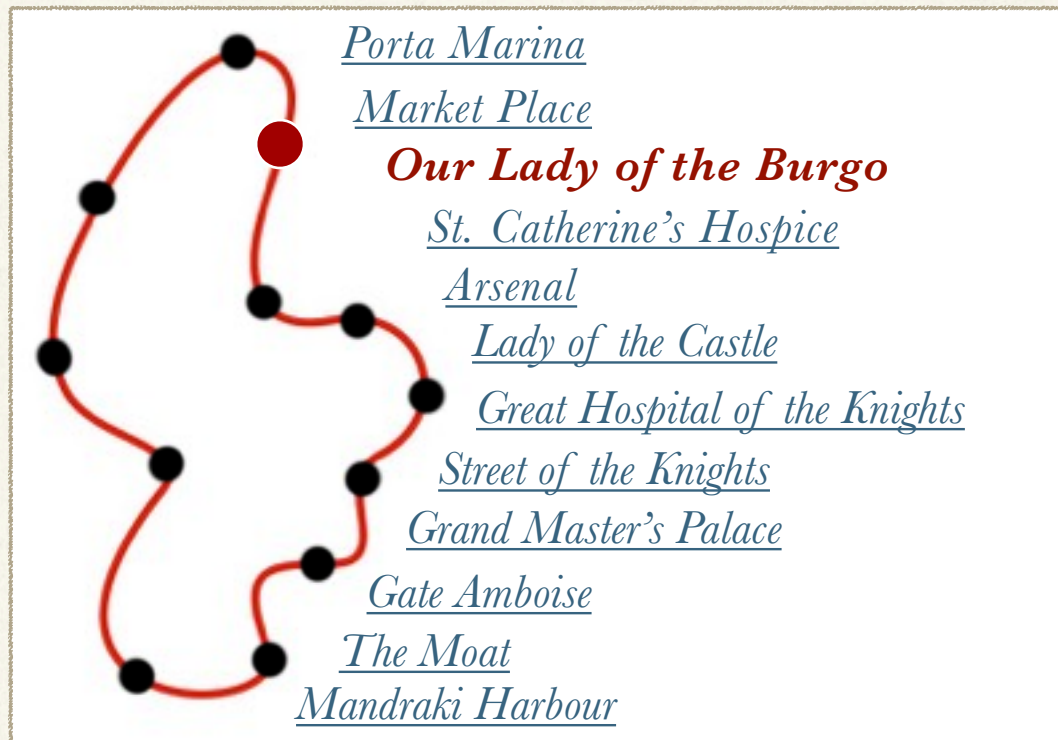 Porta Marina
Market Place
Our Lady of the Burgo
St. Catherine’s Hospice
Arsenal
Lady of the Castle
Great Hospital of the Knights
Street of the Knights
Grand Master’s Palace
Gate Amboise
The Moat
Mandraki Harbour